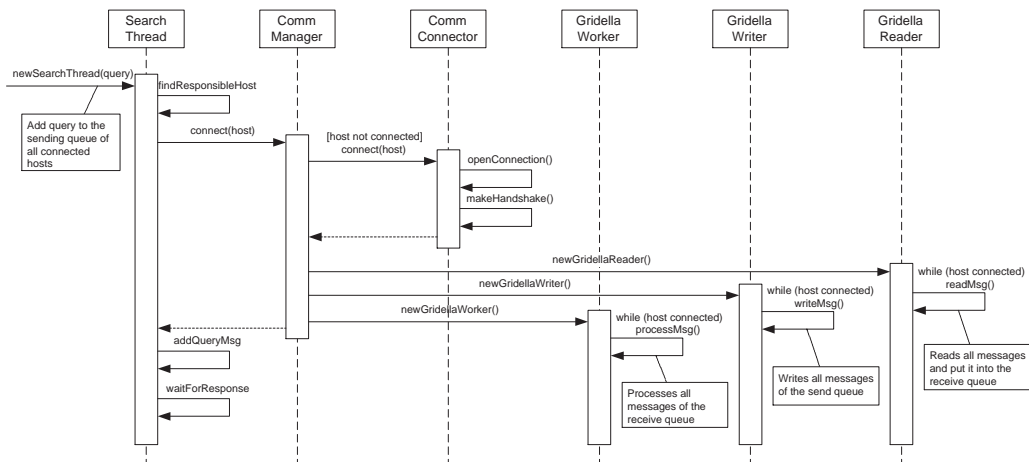 Search
Thread
Comm
Manager
Comm
Connector
Gridella
Worker
Gridella
Writer
Gridella
Reader
newSearchThread(query)
findResponsibleHost
Add query to the
sending queue of
all connected
hosts
connect(host)
[host not connected]
connect(host)
openConnection()
makeHandshake()
newGridellaReader()
while (host connected)
readMsg()
newGridellaWriter()
while (host connected)
writeMsg()
newGridellaWorker()
while (host connected)
processMsg()
addQueryMsg
waitForResponse
Reads all messages
and put it into the
receive queue
Writes all messages
of the send queue
Processes all
messages of the
receive queue